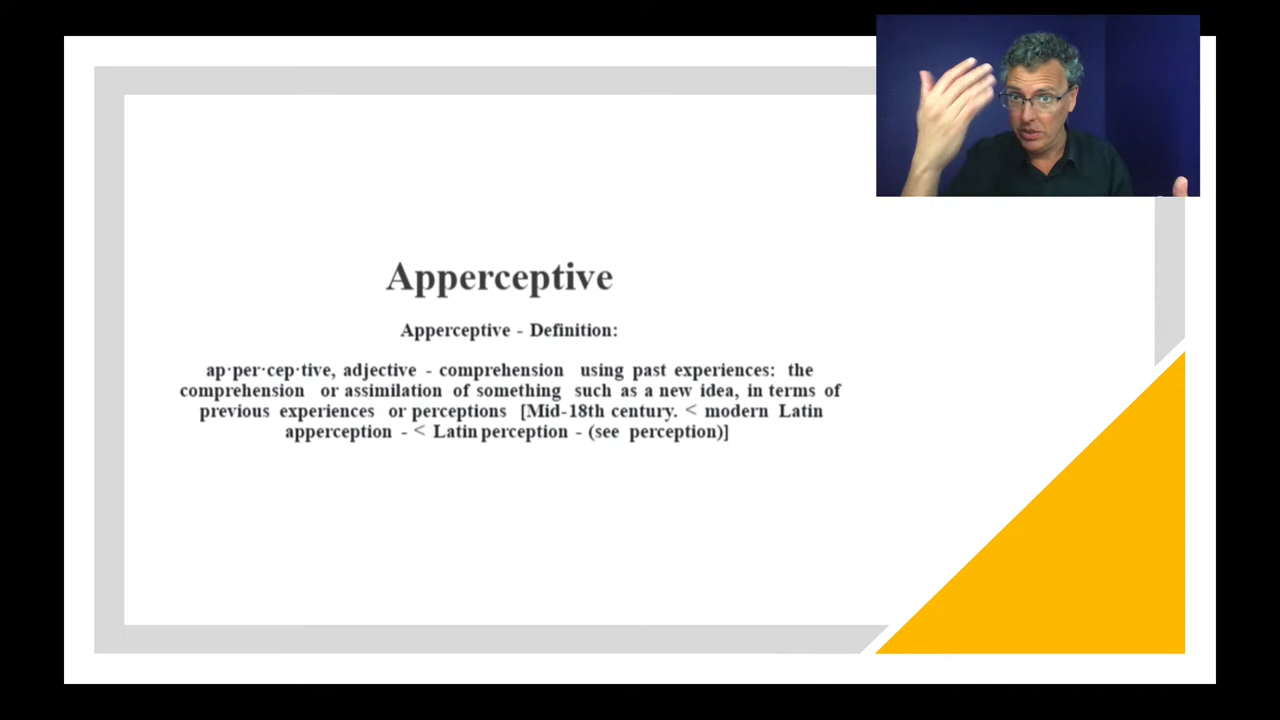 Apperceptive
Apperceptive - Definition:
ap·per·cep·tive, adjective - comprehension using past experiences: the
comprehension or assimilation of something such as a new idea, in terms of
previous experiences or perceptions [Mid-18th century. < modern Latin
apperception - < Latin perception - (see perception)]